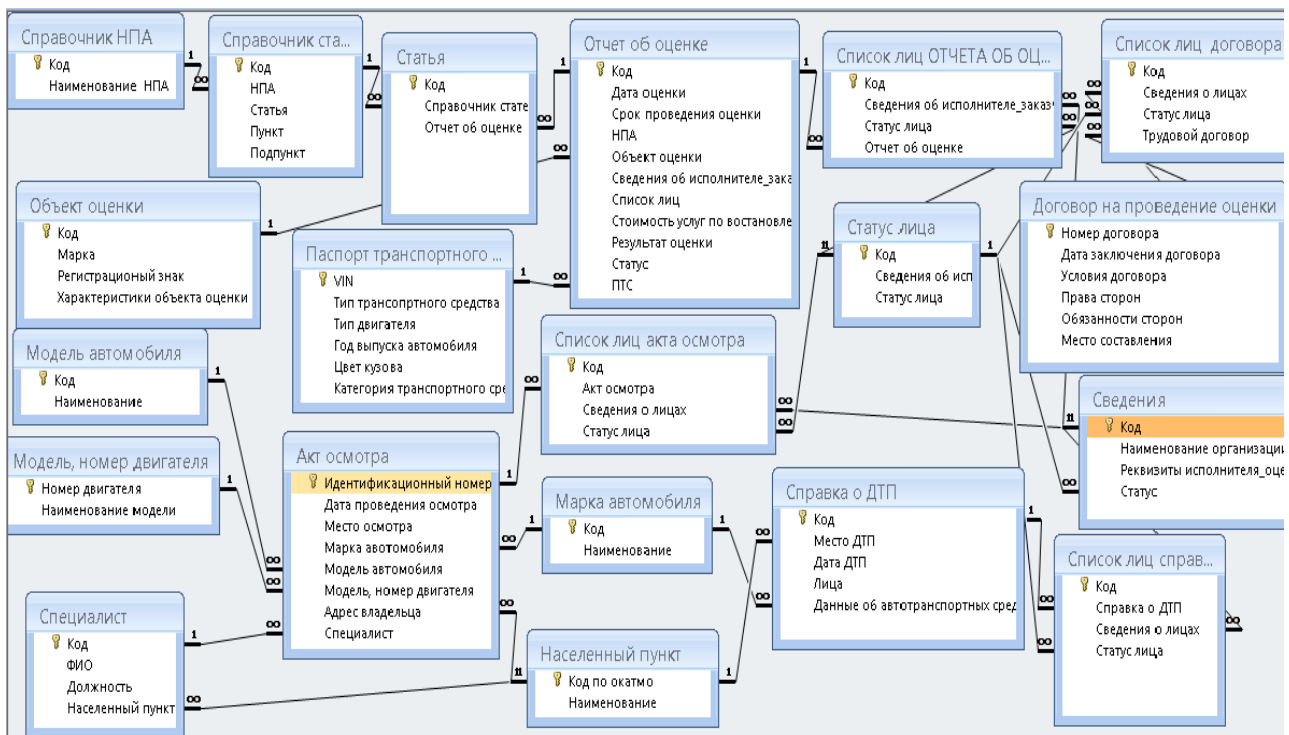 Справочник НПА
Код
Наименование НПА
Справочник ста...
Код
НПА
Статья
Пункт
Подпункт
Статья
Код
Справочник стате
Отчет об оценке
Отчет об оценке
Код
Дата оценки
Срок проведения оценки
НПА
Объект оценки
Сведения об исполнителе_зака
Список лиц
Стоимость услуг по востановле
Результат оценки
Статус
ПТС
Список лиц ОТЧЕТА ОБ ОЦ...
Код
Сведения об исполнителе_заказч
Статус лица
Отчет об оценке
Список лиц договора
Код
Сведения о лицах
Статус лица
Трудовой договор
Объект оценки
Код
Марка
Регистрационый знак
Характеристики объекта оценки
Паспорт транспортного ...
VIN
Тип трансопртного средства
Тип двигателя
Год выпуска автомобиля
Цвет кузова
Категория транспортного сре
Статус лица
Код
Сведения об исп
Статус лица
Договор на проведение оценки
Номер договора
Дата заключения договора
Условия договора
Права сторон
Обязанности сторон
Место составления
Модель автомобиля
Код
Наименование
Список лиц акта осмотра
Код
Акт осмотра
Сведения о лицах
Статус лица
Сведения
Код
Наименование организации
Реквизиты исполнителя_оце
Статус
Модель, номер двигателя
Номер двигателя
Наименование модели
Акт осмотра
Идентификационный номер
Дата проведения осмотра
Место осмотра
Марка авотомобиля
Модель автомобиля
Модель, номер двигателя
Адрес владельца
Специалист
Марка автомобиля
Код
Наименование
Справка о ДТП
Код
Место ДТП
Дата ДТП
Лица
Данные об автотранспортных сред
Список лиц справ...
Код
Справка о ДТП
Сведения о лицах
Статус лица
Специалист
Код
ФИО
Должность
Населенный пункт
Населенный пункт
Код по окатмо
Наименование